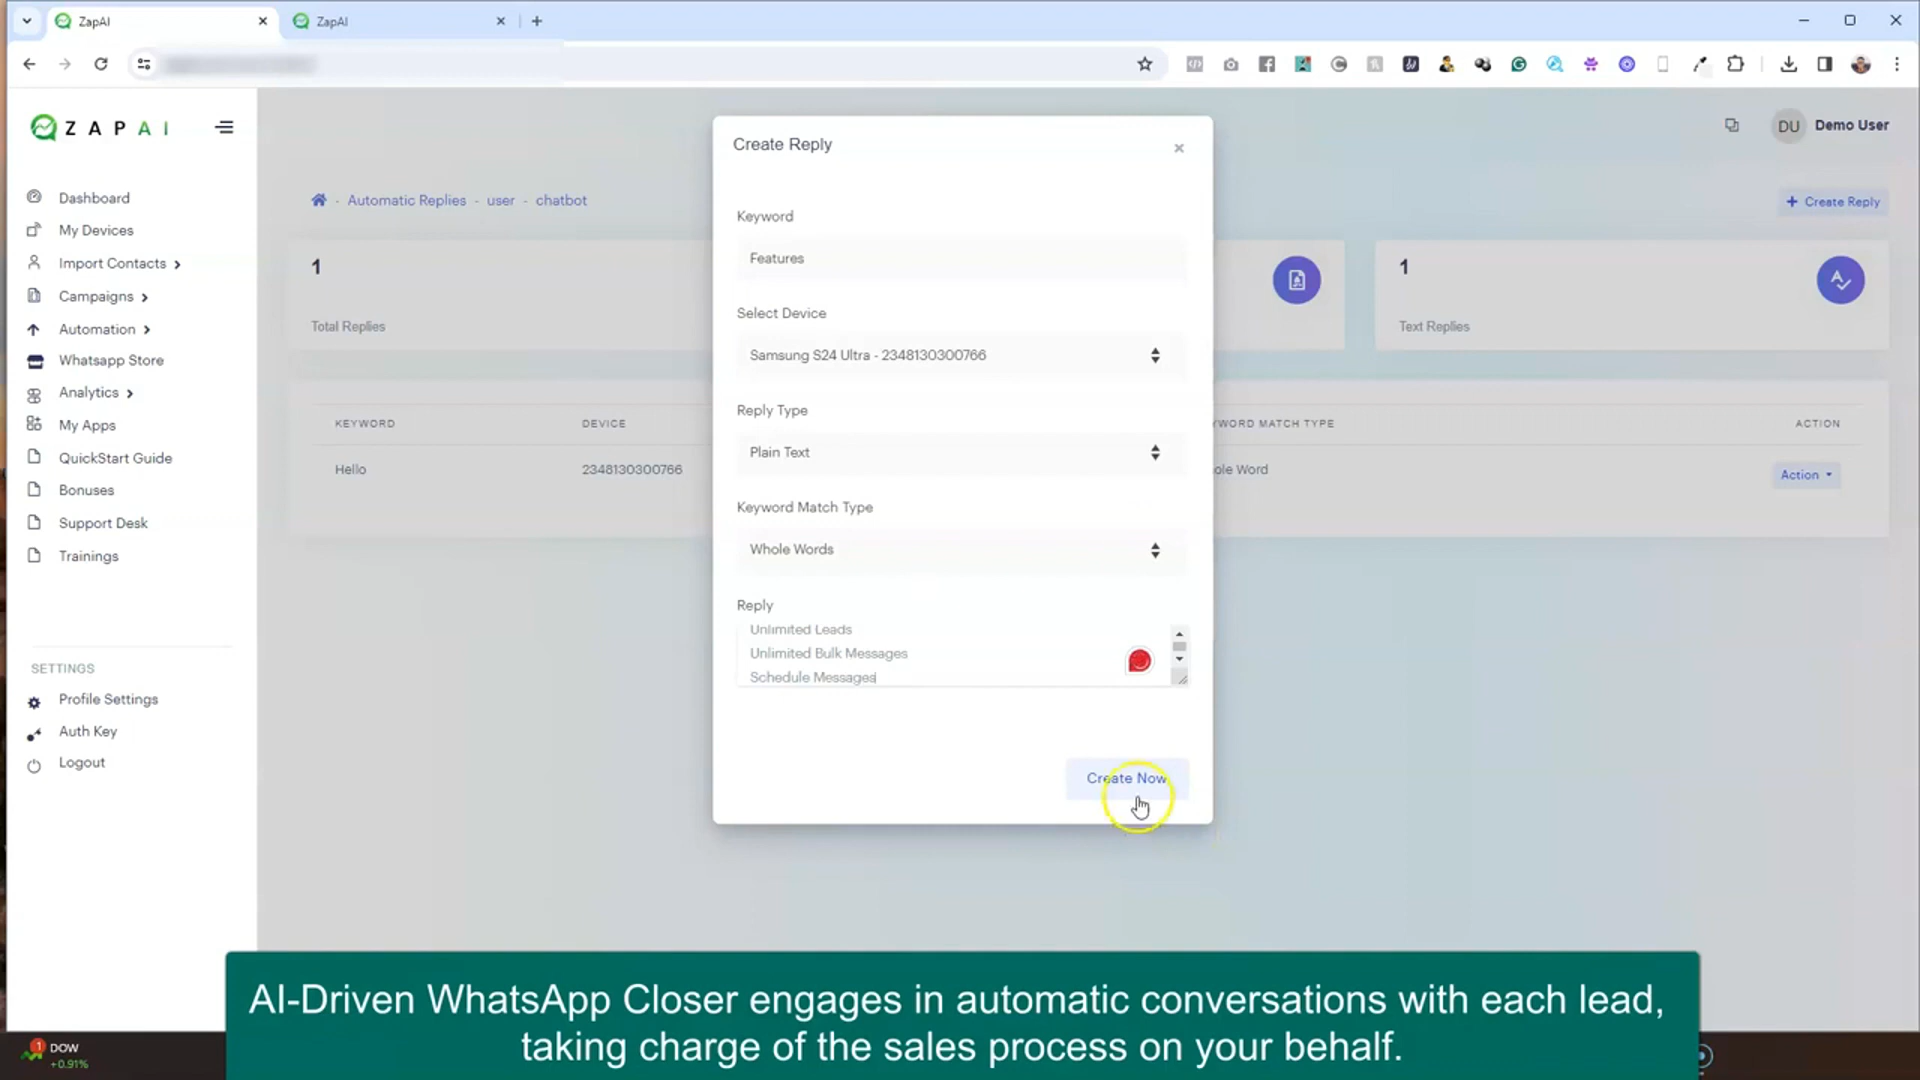 ZapAI
ZapAI
ZAPAI
DU
Demo User
Dashboard
My Devices
Import Contacts
Campaigns
Automation
Whatsapp Store
Analytics
My Apps
QuickStart Guide
Bonuses
Support Desk
Trainings
SETTINGS
Profile Settings
Auth Key
Logout
- Automatic Replies - user - chatbot
+ Create Reply
1
Total Replies
1
Text Replies
KEYWORD
DEVICE
YWORD MATCH TYPE
ACTION
Hello
2348130300766
ole Word
Action
Create Reply
×
Keyword
Features
Select Device
Samsung S24 Ultra - 2348130300766
Reply Type
Plain Text
Keyword Match Type
Whole Words
Reply
Unlimited Leads
Unlimited Bulk Messages
Schedule Messages
Create Now
AI-Driven WhatsApp Closer engages in automatic conversations with each lead,
taking charge of the sales process on your behalf.
1
DOW
+0.91%